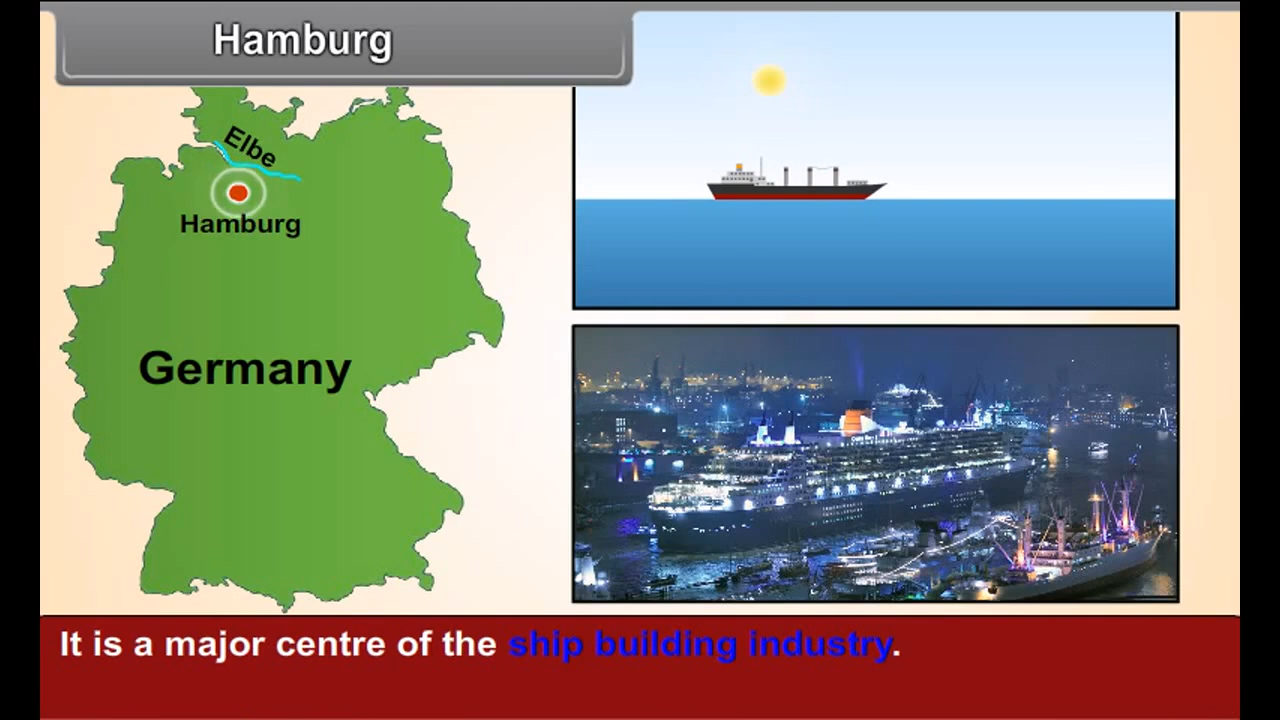 Hamburg
Elbe
Hamburg
Germany
It is a major centre of the ship building industry.